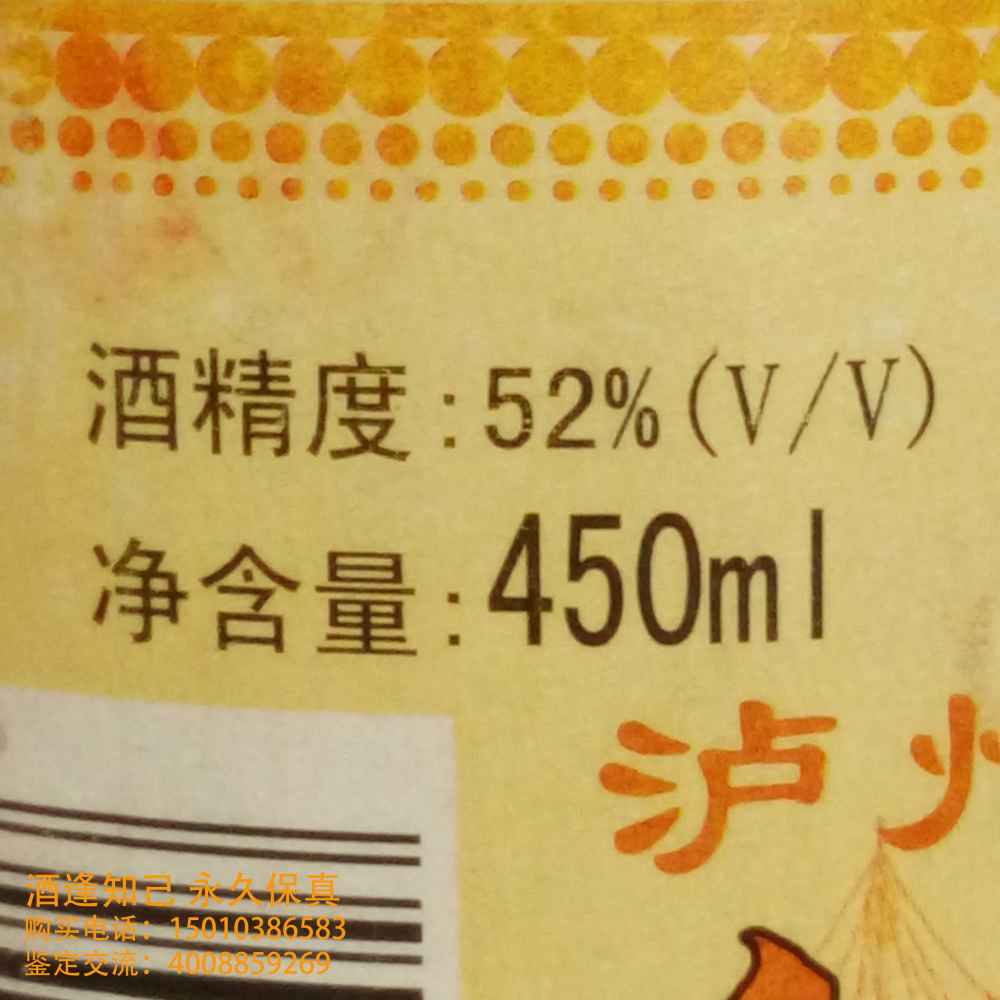 酒精度:52%(V/V)
净含量:450ml
泸州
酒逢知己 永久保真
购买电话：15010386583
鉴定交流：4008859269